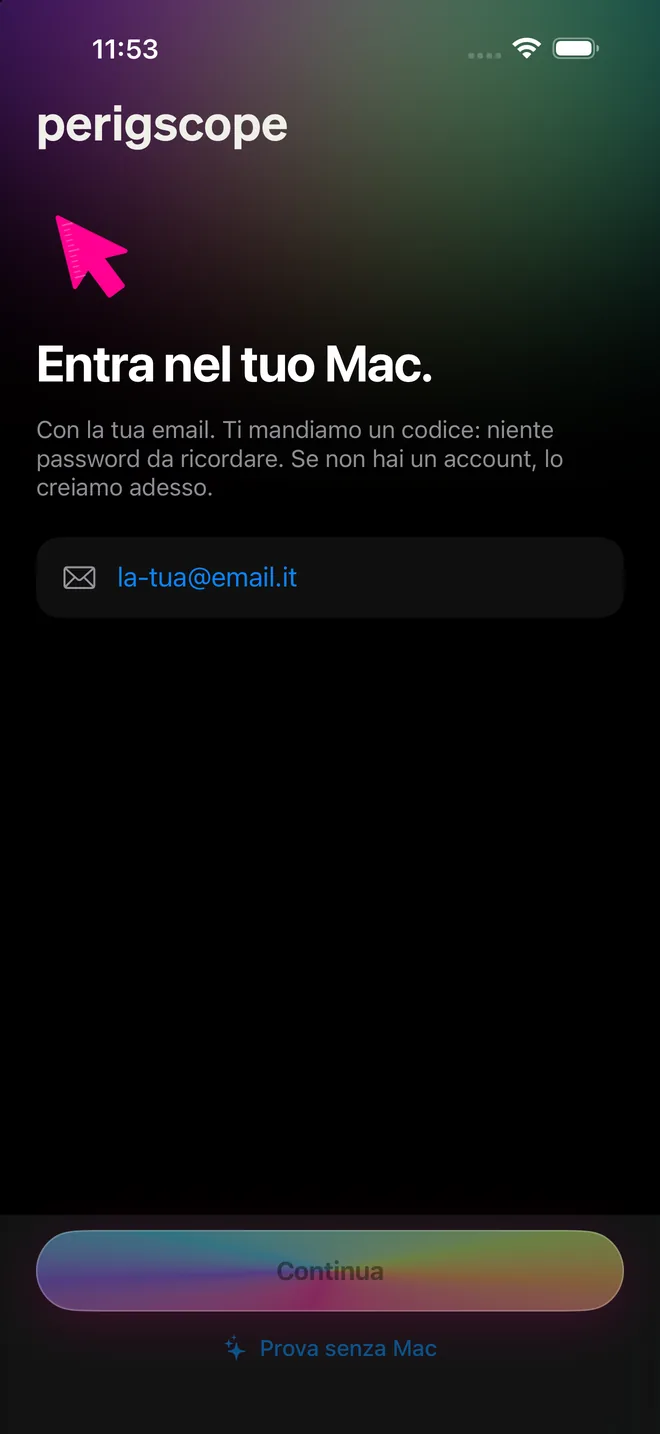 11:53
perigscope
Entra nel tuo Mac.
Con la tua email. Ti mandiamo un codice: niente
password da ricordare. Se non hai un account, lo
creiamo adesso.
la-tua@email.it
Continua
Prova senza Mac